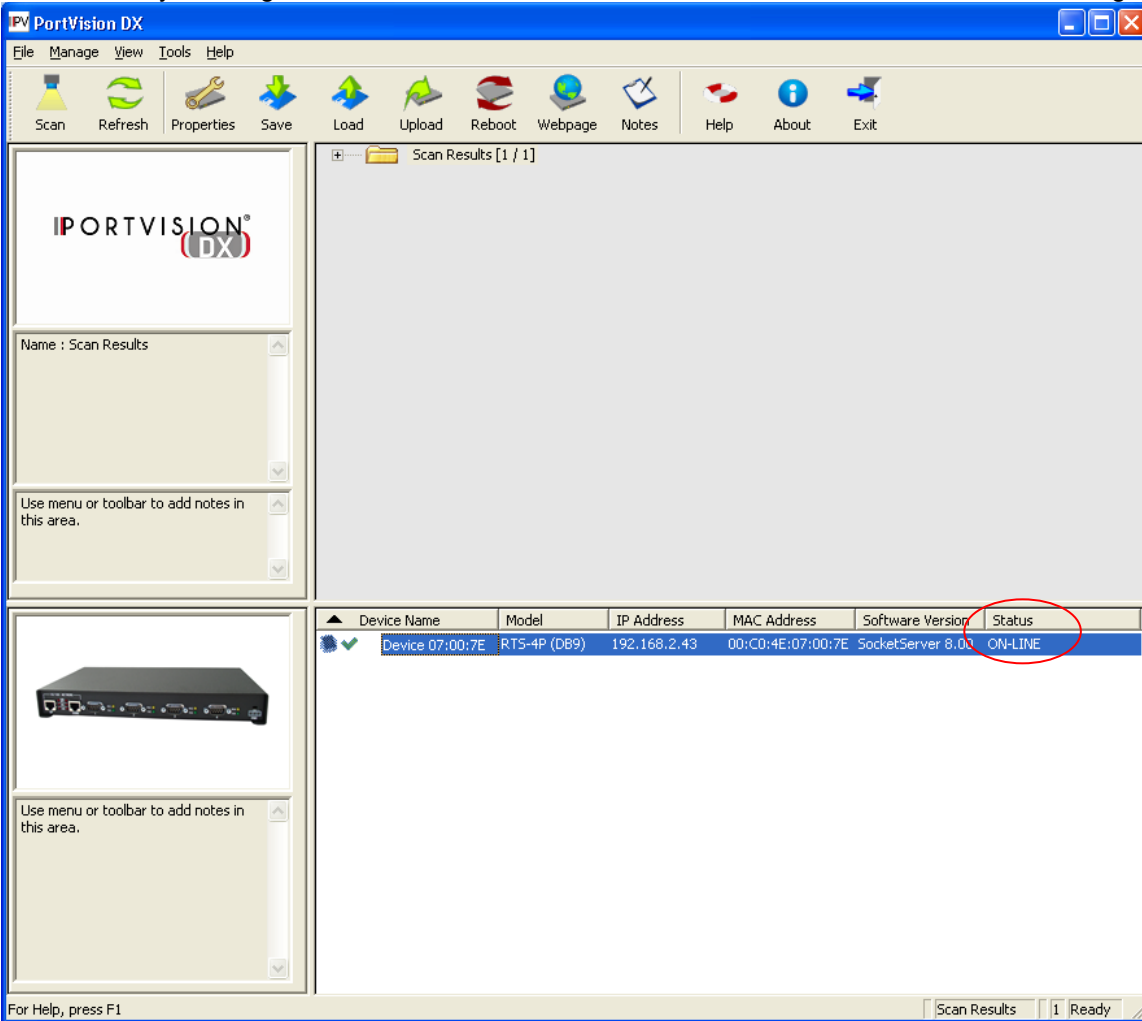 PortVision DX
File Manage View Tools Help
Scan Refresh Properties Save Load Upload Reboot Webpage Notes Help About Exit
Scan Results [1 / 1]
PORTVISION®
(DX)
Name : Scan Results
Use menu or toolbar to add notes in
this area.
Device Name Model IP Address MAC Address Software Version Status
Device 07:00:7E RTS-4P (DB9) 192.168.2.43 00:C0:4E:07:00:7E SocketServer 8.00 ON-LINE
Use menu or toolbar to add notes in
this area.
For Help, press F1 Scan Results 1 Ready